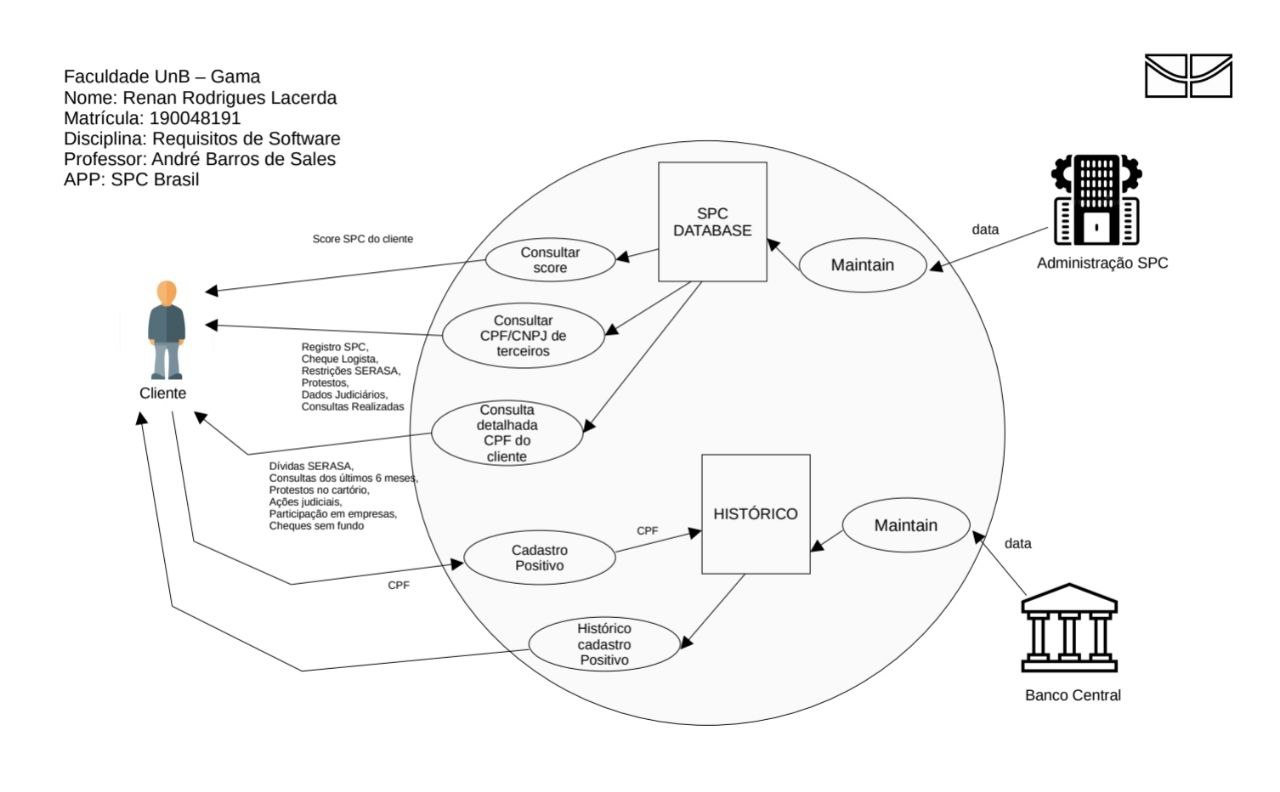 Faculdade UnB – Gama
Nome: Renan Rodrigues Lacerda
Matrícula: 190048191
Disciplina: Requisitos de Software
Professor: André Barros de Sales
APP: SPC Brasil
SPC
DATABASE
Maintain
data
Administração SPC
Score SPC do cliente
Consultar
score
Consultar
CPF/CNPJ de
terceiros
Registro SPC,
Cheque Logista,
Restrições SERASA,
Protestos,
Dados Judiciários,
Consultas Realizadas
Cliente
Consulta
detalhada
CPF do
cliente
Dívidas SERASA,
Consultas dos últimos 6 meses,
Protestos no cartório,
Ações judiciais,
Participação em empresas,
Cheques sem fundo
HISTÓRICO
Maintain
data
CPF
Cadastro
Positivo
CPF
Histórico
cadastro
Positivo
Banco Central